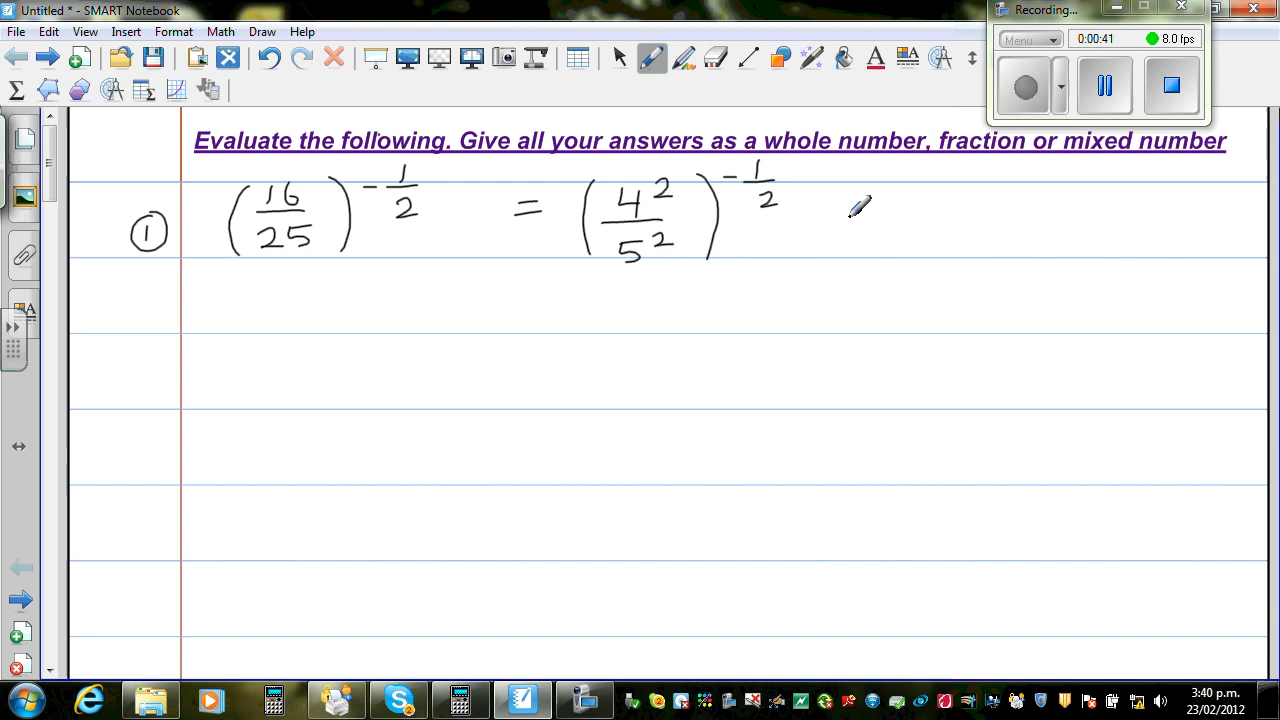 Untitled * - SMART Notebook
Recording...
File Edit View Insert Format Math Draw Help
Menu 0:00:41 8.0 fps
Evaluate the following. Give all your answers as a whole number, fraction or mixed number
① (16/25)^(-1/2) = (4²/5²)^(-1/2)
3:40 p.m.
23/02/2012